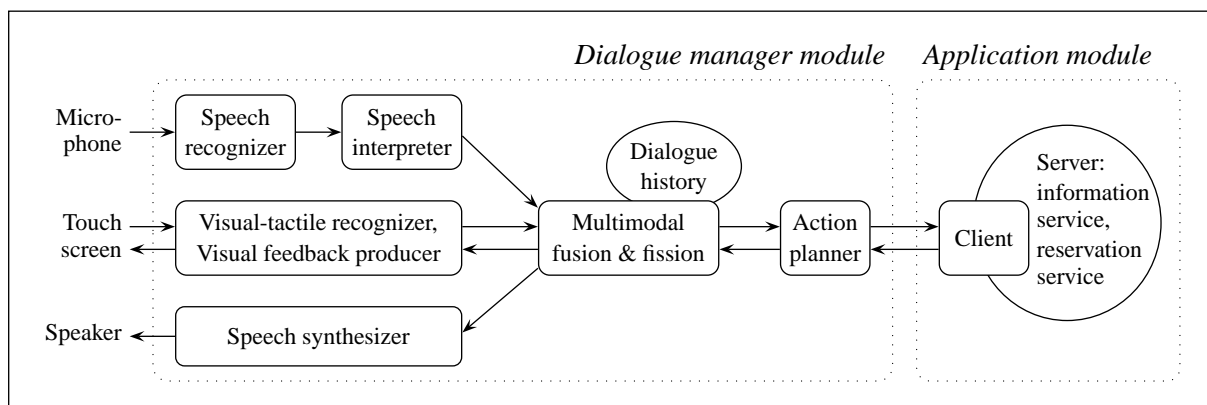 Dialogue manager module
Application module
Micro-
phone
Speech
recognizer
Speech
interpreter
Dialogue
history
Server:
information
service,
reservation
service
Touch
screen
Visual-tactile recognizer,
Visual feedback producer
Multimodal
fusion & fission
Action
planner
Client
Speaker
Speech synthesizer